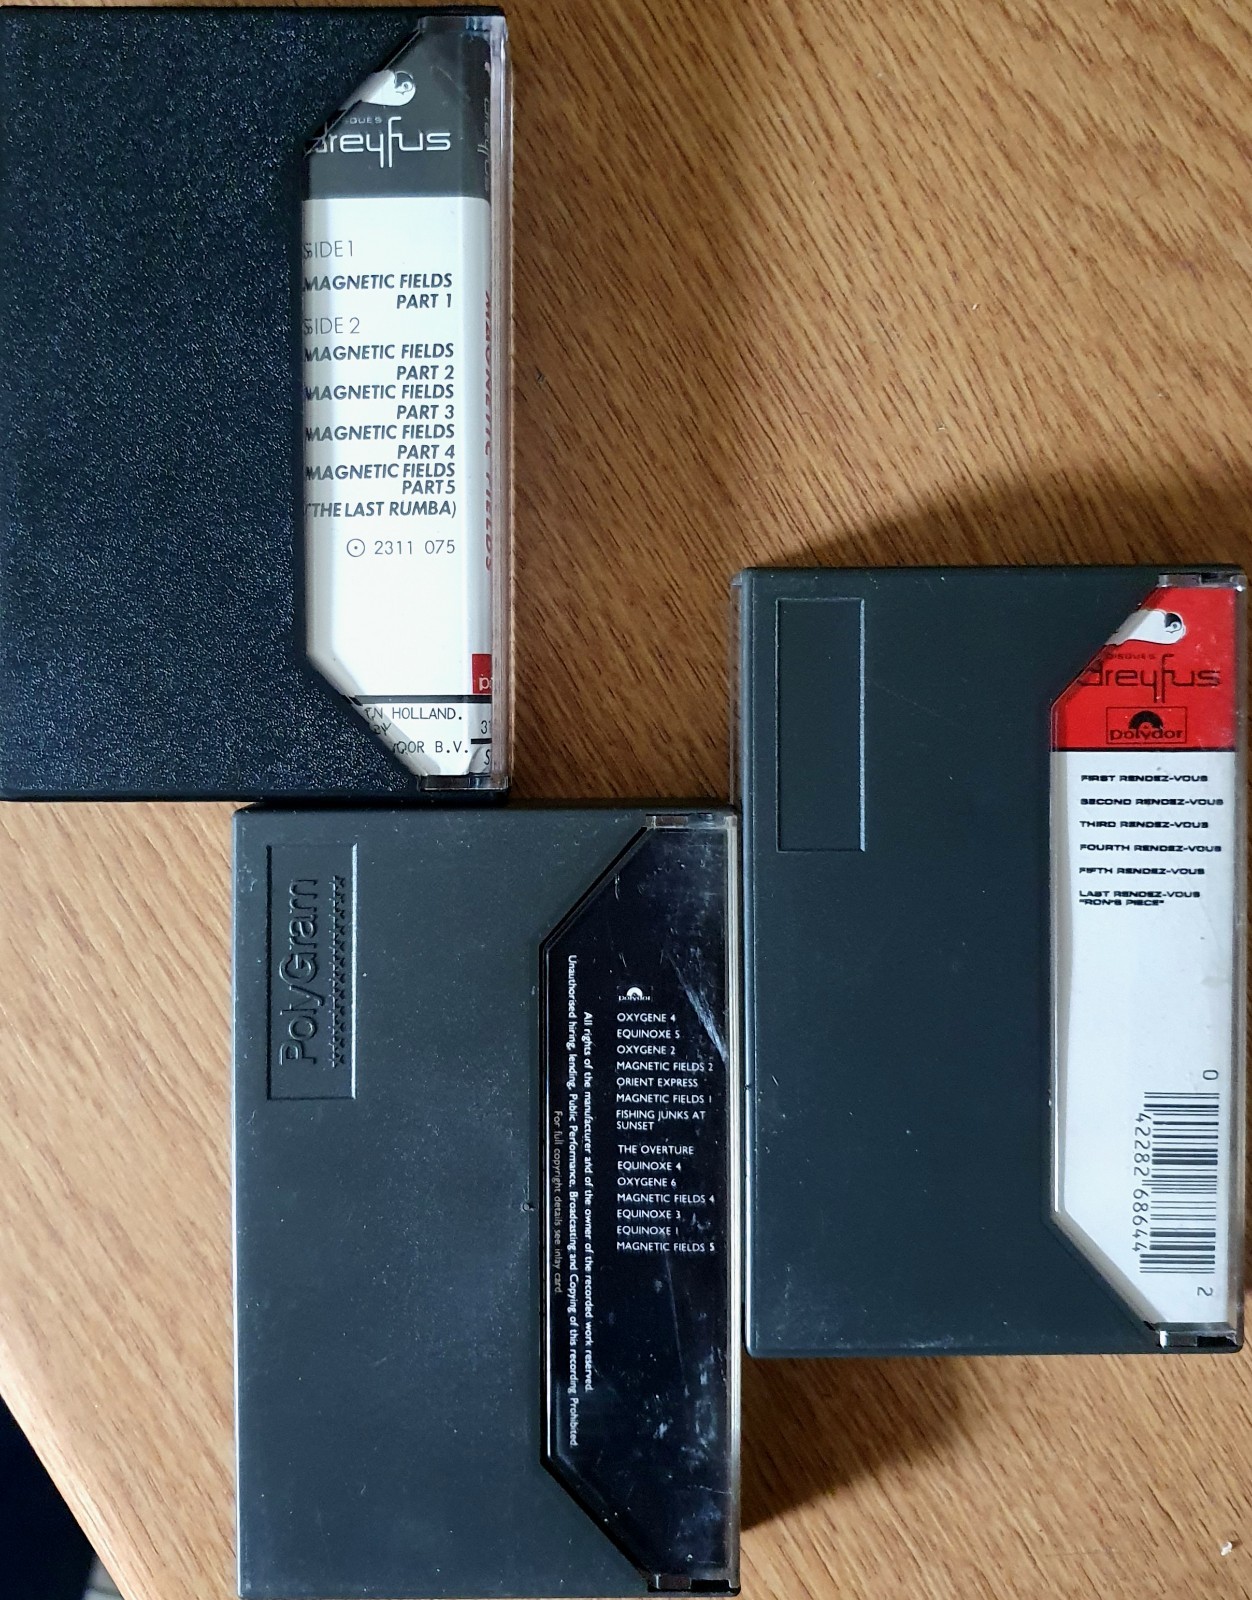 dreyfus
SIDE 1
MAGNETIC FIELDS
PART 1
SIDE 2
MAGNETIC FIELDS
PART 2
MAGNETIC FIELDS
PART 3
MAGNETIC FIELDS
PART 4
MAGNETIC FIELDS
PART 5
(THE LAST RUMBA)
2311 075
HOLLAND.
B.V.
MAGNETIC FIELDS
PolyGram
polydor
OXYGENE 4
EQUINOXE 5
OXYGENE 2
MAGNETIC FIELDS 2
ORIENT EXPRESS
MAGNETIC FIELDS 1
FISHING JUNKS AT
SUNSET
THE OVERTURE
EQUINOXE 4
OXYGENE 6
MAGNETIC FIELDS 4
EQUINOXE 3
EQUINOXE 1
MAGNETIC FIELDS 5
All rights of the manufacturer and of the owner of the recorded work reserved.
Unauthorised hiring, lending, Public Performance, Broadcasting and Copying of this recording Prohibited.
For full copyright details see inlay card.
DISQUES
dreyfus
polydor
FIRST RENDEZ-VOUS
SECOND RENDEZ-VOUS
THIRD RENDEZ-VOUS
FOURTH RENDEZ-VOUS
FIFTH RENDEZ-VOUS
LAST RENDEZ-VOUS
"RON'S PIECE"
0 42282 68644 2